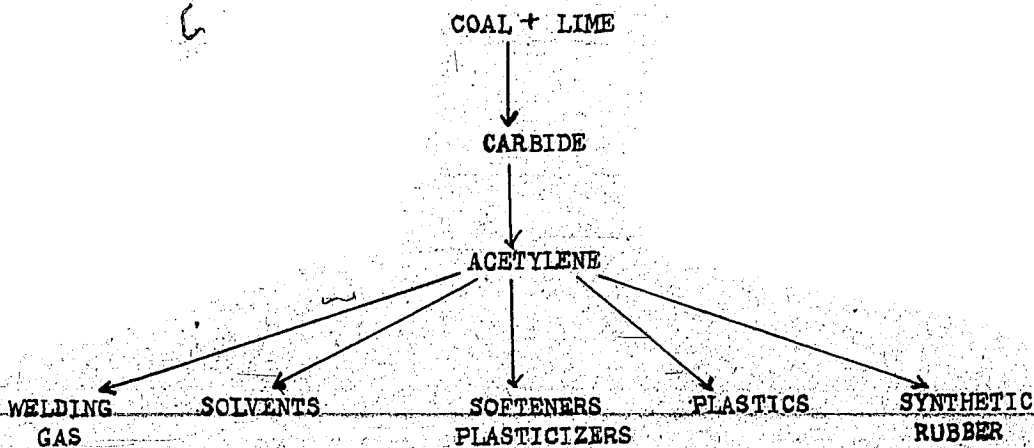 COAL + LIME
CARBIDE
ACETYLENE
WELDING GAS
SOLVENTS
SOFTENERS
PLASTICIZERS
PLASTICS
SYNTHETIC
RUBBER